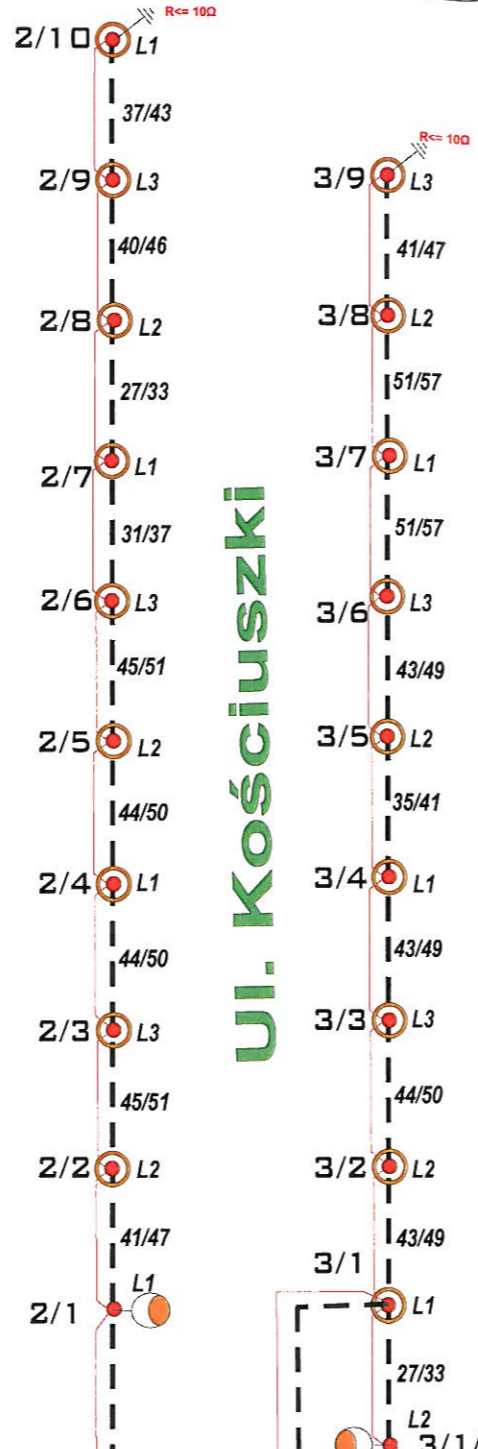 R<= 10Ω
2/10 L1
37/43
2/9 L3
40/46
2/8 L2
27/33
2/7 L1
31/37
2/6 L3
45/51
2/5 L2
44/50
2/4 L1
44/50
2/3 L3
45/51
2/2 L2
41/47
L1
2/1
Ul. Kościuszki
R<= 10Ω
3/9 L3
41/47
3/8 L2
51/57
3/7 L1
51/57
3/6 L3
43/49
3/5 L2
35/41
3/4 L1
43/49
3/3 L3
44/50
3/2 L2
43/49
3/1
L1
27/33
L2